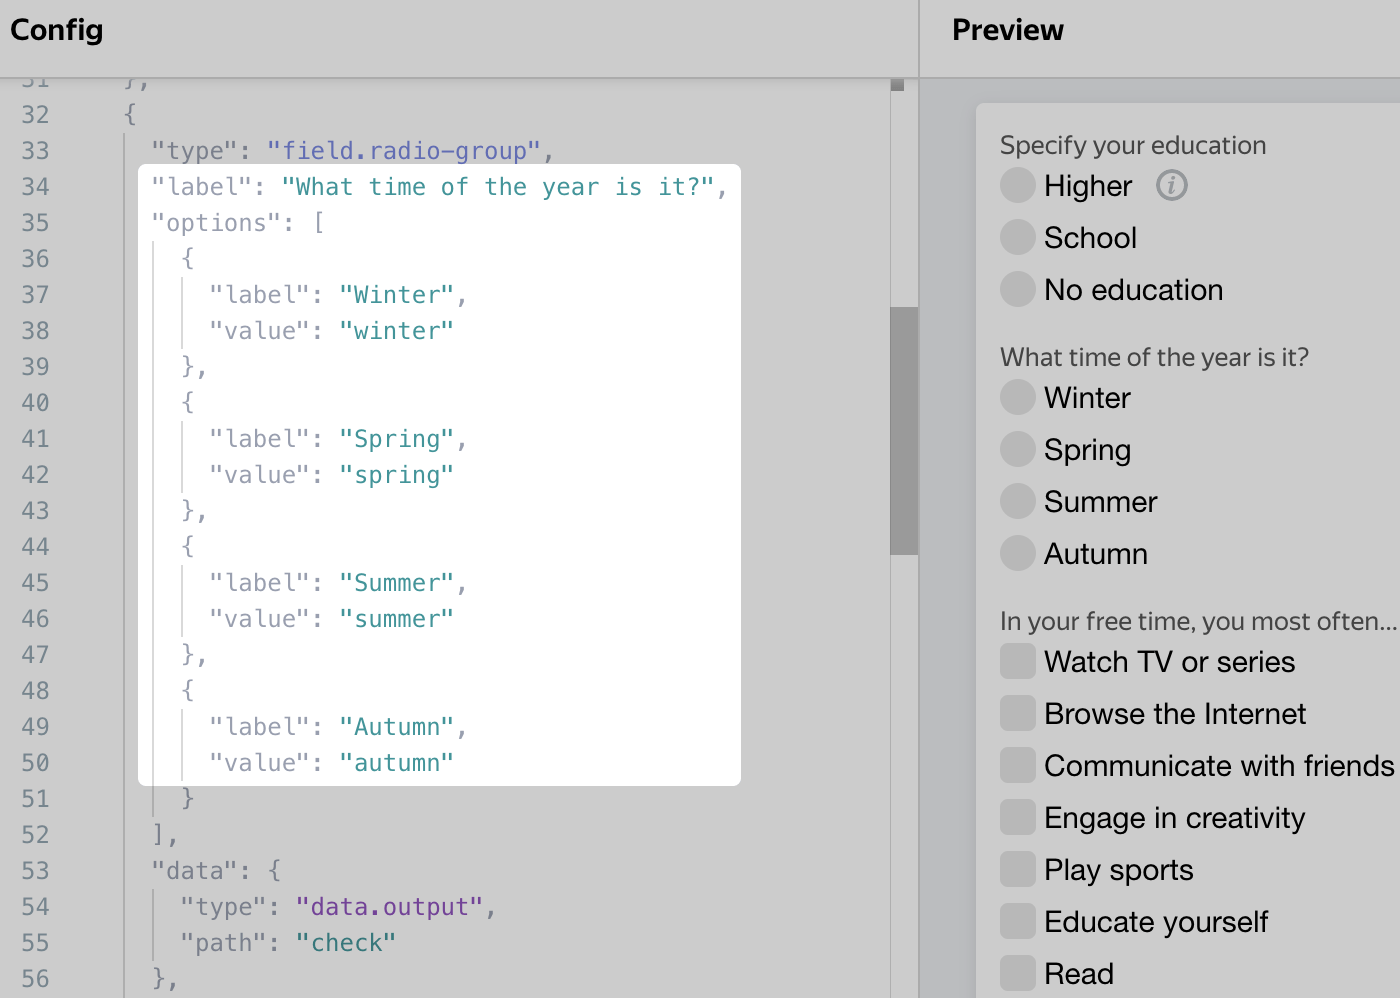 Config
31 },
32 {
33 "type": "field.radio-group",
34 "label": "What time of the year is it?",
35 "options": [
36 {
37 "label": "Winter",
38 "value": "winter"
39 },
40 {
41 "label": "Spring",
42 "value": "spring"
43 },
44 {
45 "label": "Summer",
46 "value": "summer"
47 },
48 {
49 "label": "Autumn",
50 "value": "autumn"
51 }
52 ],
53 "data": {
54 "type": "data.output",
55 "path": "check"
56 },
Preview
Specify your education
Higher i
School
No education
What time of the year is it?
Winter
Spring
Summer
Autumn
In your free time, you most often...
Watch TV or series
Browse the Internet
Communicate with friends
Engage in creativity
Play sports
Educate yourself
Read